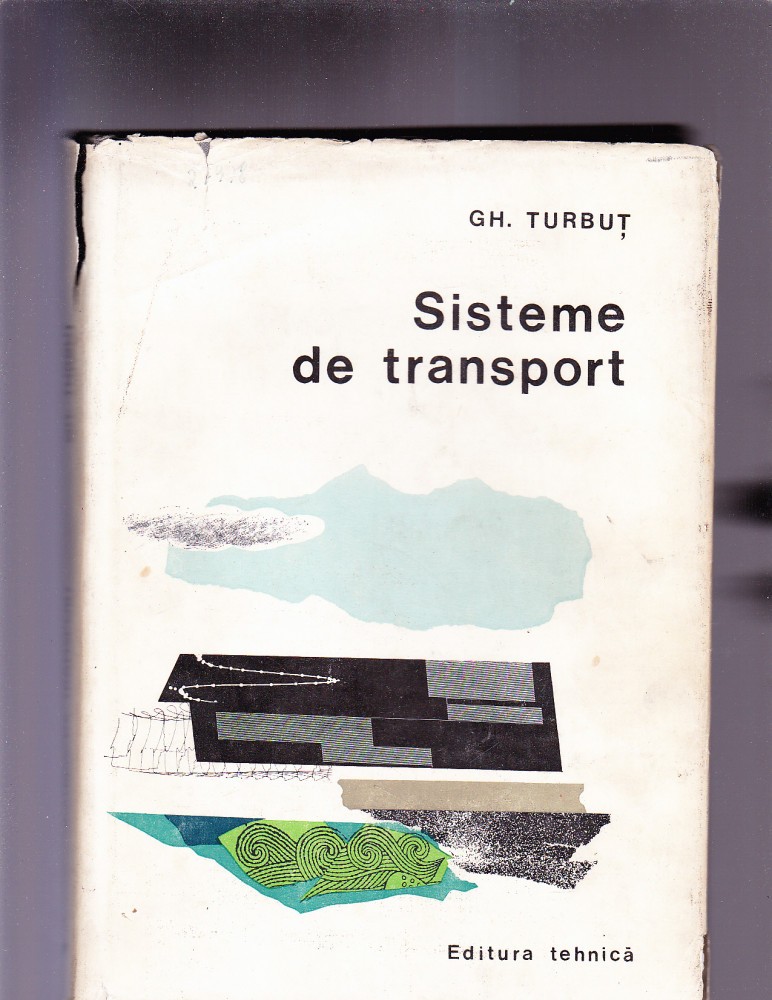 GH. TURBUȚ
Sisteme
de transport
Editura tehnică